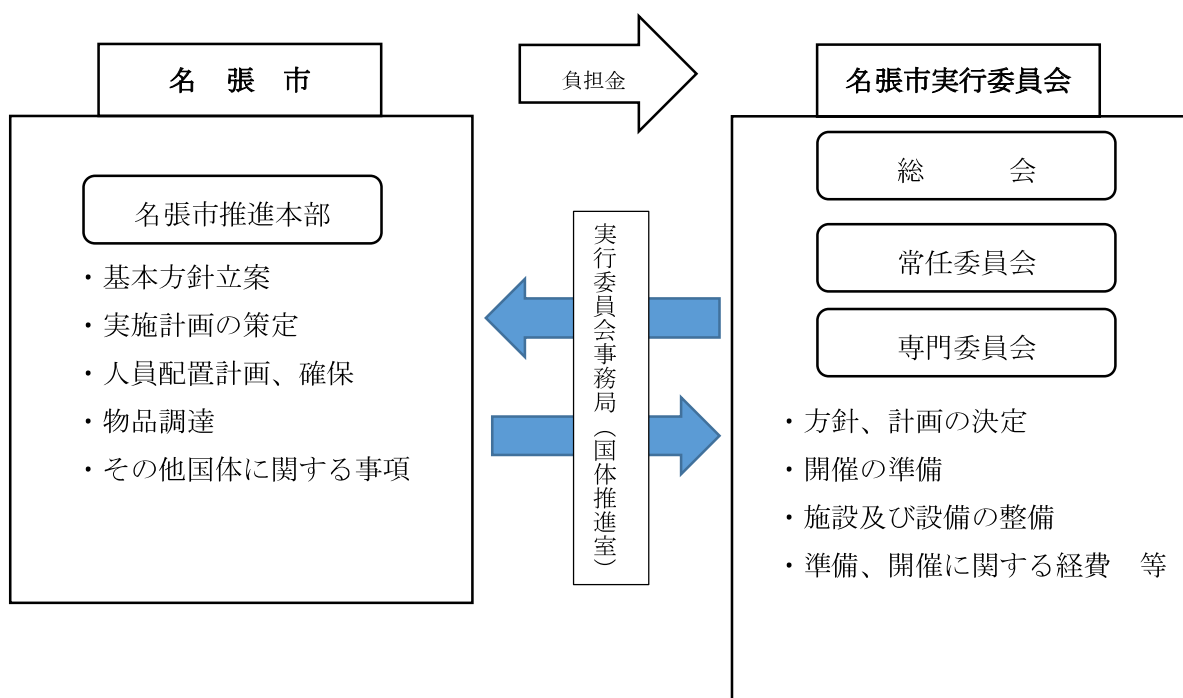 名　張　市
負担金
名張市実行委員会
名張市推進本部
・基本方針立案
・実施計画の策定
・人員配置計画、確保
・物品調達
・その他国体に関する事項
実行委員会事務局（国体推進室）
総　　　会
常任委員会
専門委員会
・方針、計画の決定
・開催の準備
・施設及び設備の整備
・準備、開催に関する経費　等